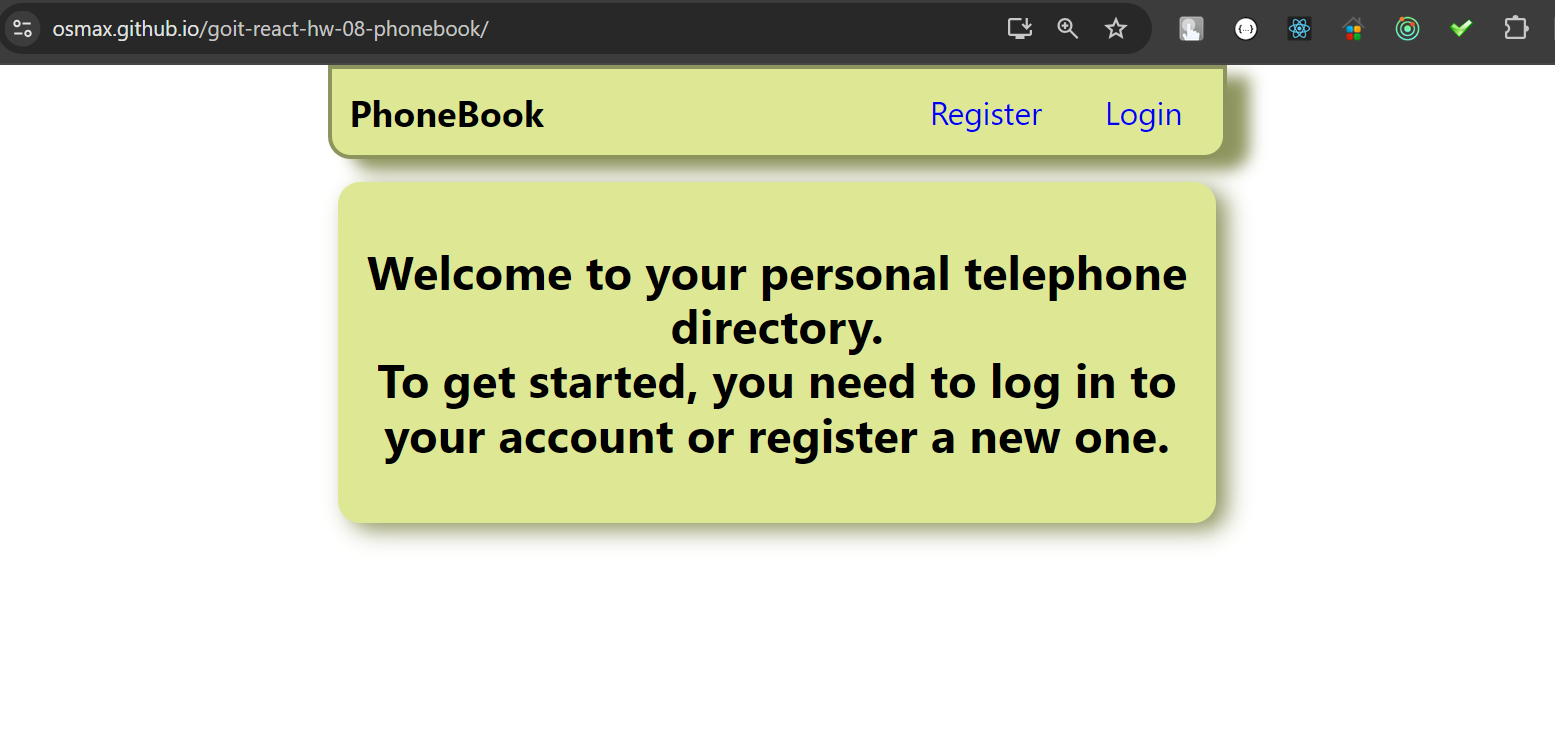 osmax.github.io/goit-react-hw-08-phonebook/
PhoneBook Register Login
Welcome to your personal telephone
directory.
To get started, you need to log in to
your account or register a new one.